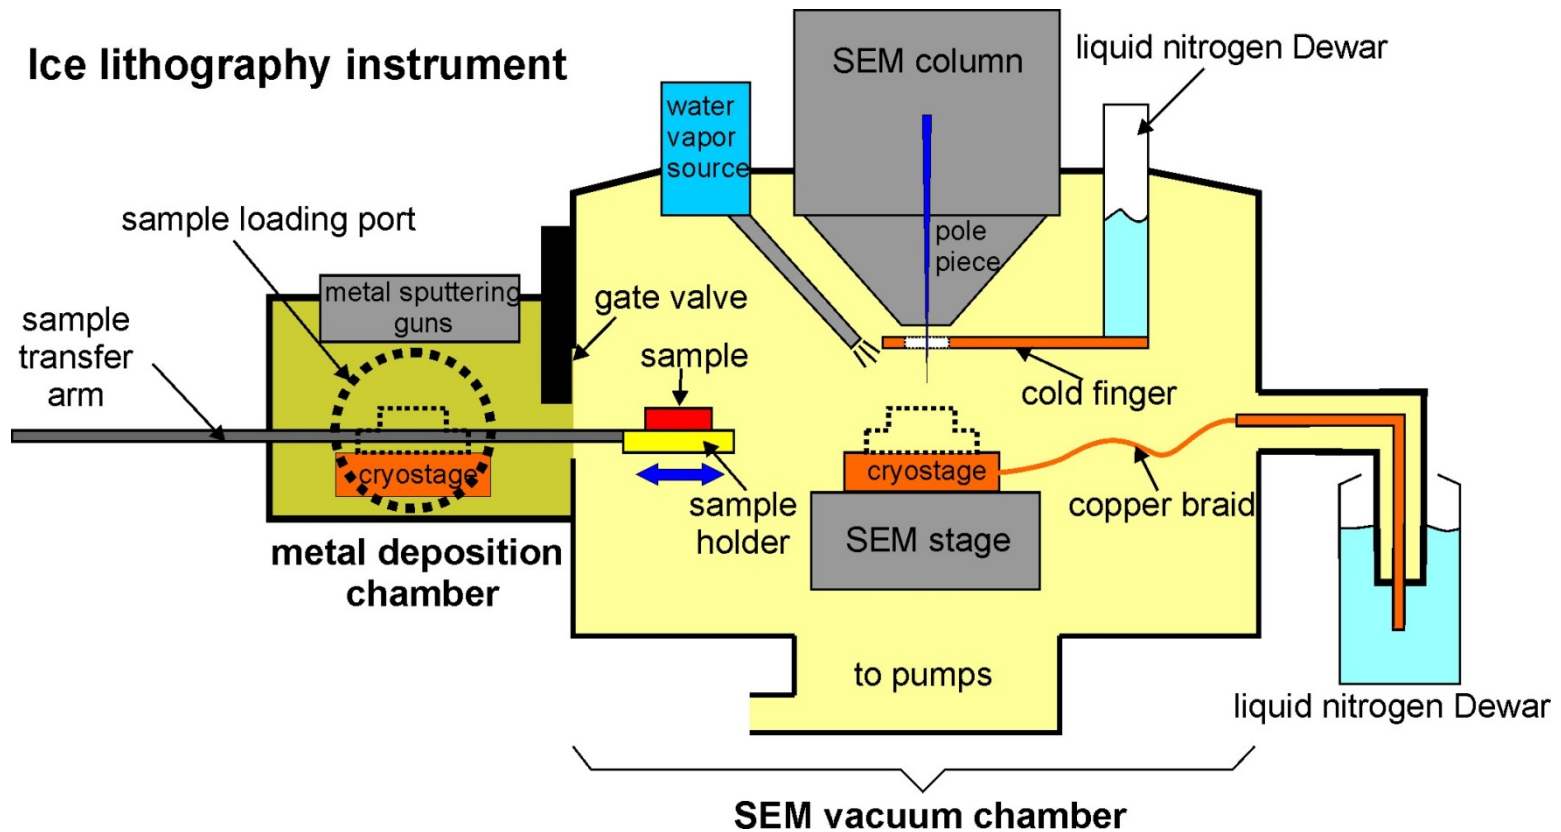 Ice lithography instrument
SEM column
liquid nitrogen Dewar
water
vapor
source
sample loading port
pole
piece
metal sputtering
guns
gate valve
sample
transfer
arm
sample
cold finger
cryostage
cryostage
sample
holder
copper braid
SEM stage
metal deposition
chamber
to pumps
liquid nitrogen Dewar
SEM vacuum chamber